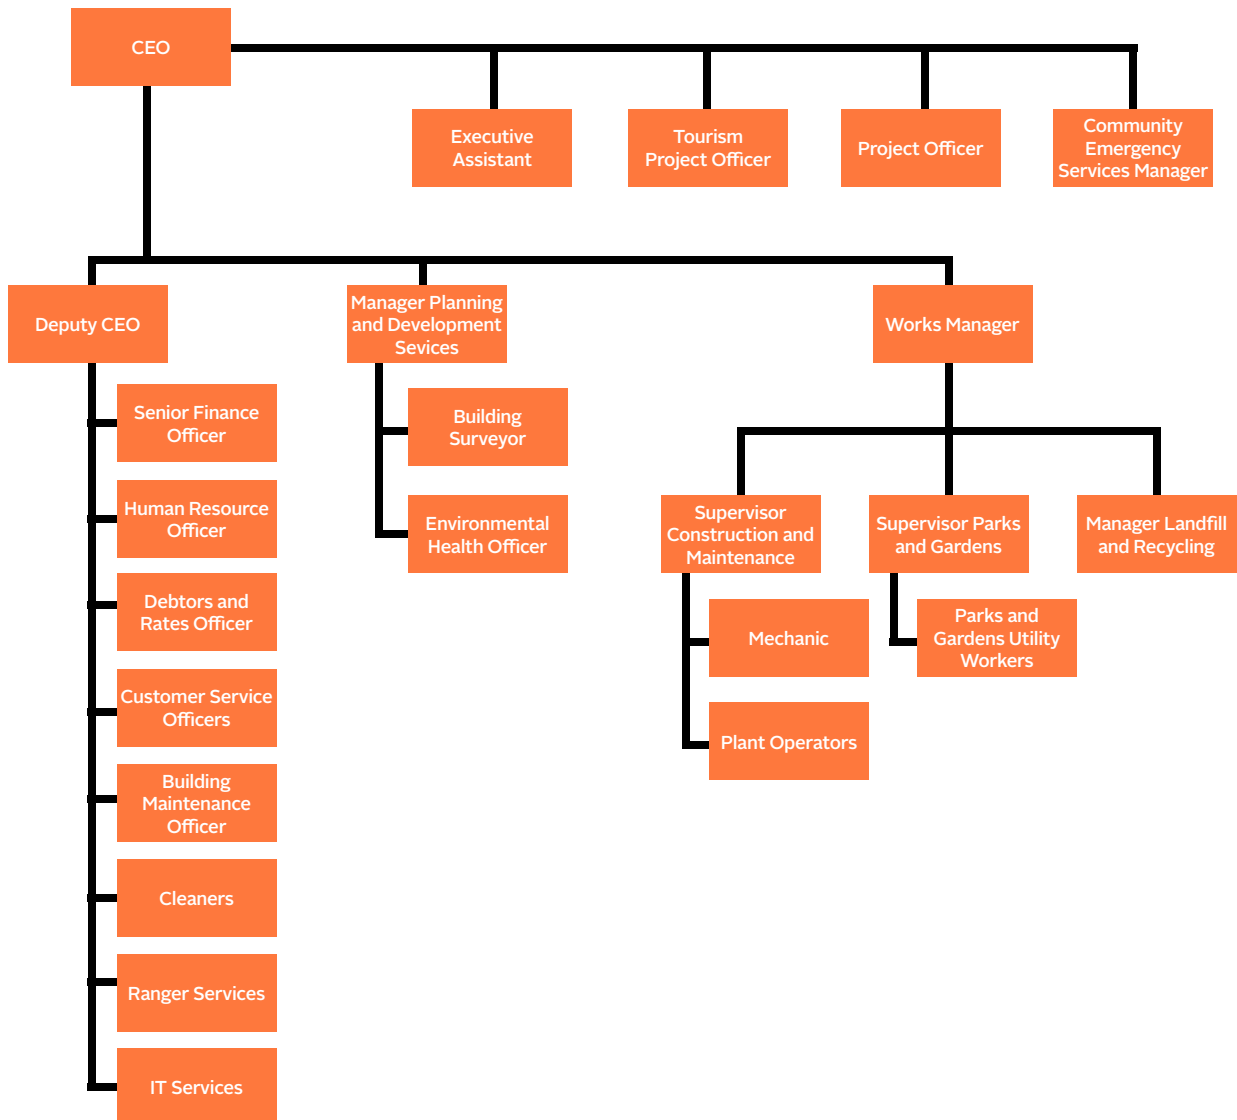 CEO
Executive
Assistant
Tourism
Project Officer
Project Officer
Community
Emergency
Services Manager
Deputy CEO
Manager Planning
and Development
Sevices
Works Manager
Senior Finance
Officer
Human Resource
Officer
Debtors and
Rates Officer
Customer Service
Officers
Building
Maintenance
Officer
Cleaners
Ranger Services
IT Services
Building
Surveyor
Environmental
Health Officer
Supervisor
Construction and
Maintenance
Mechanic
Plant Operators
Supervisor Parks
and Gardens
Parks and
Gardens Utility
Workers
Manager Landfill
and Recycling